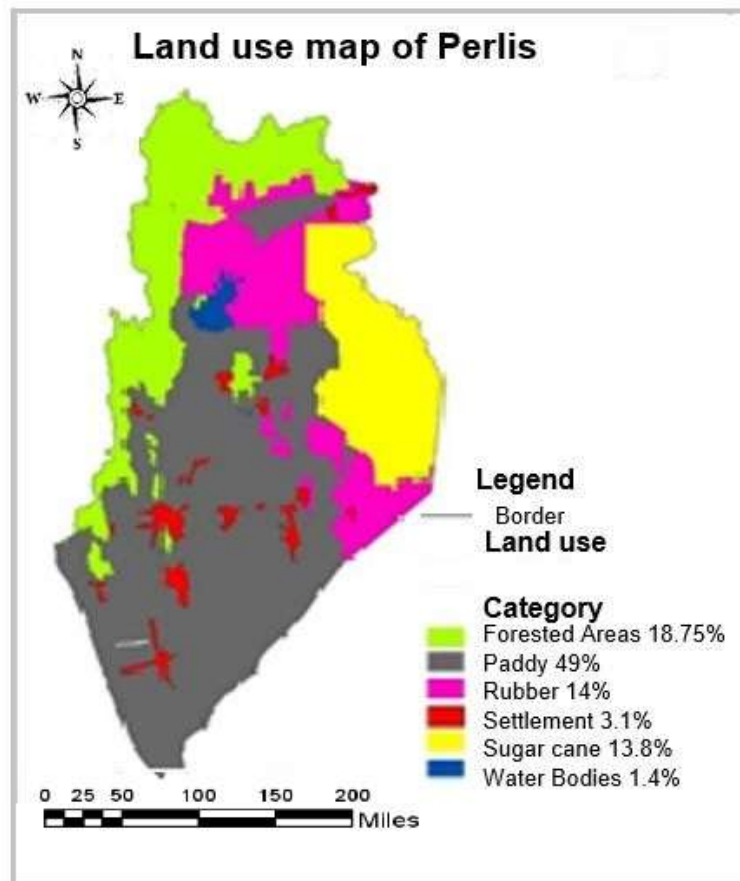 Land use map of Perlis
N
W E
S
Legend
Border
Land use
Category
Forested Areas 18.75%
Paddy 49%
Rubber 14%
Settlement 3.1%
Sugar cane 13.8%
Water Bodies 1.4%
0 25 50 100 150 200
Miles